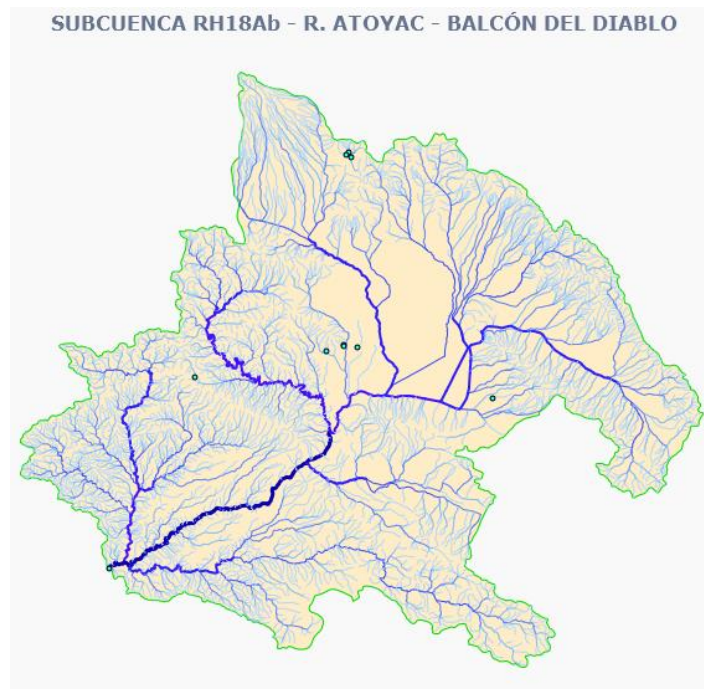 SUBCUENCA RH18Ab - R. ATOYAC - BALCÓN DEL DIABLO